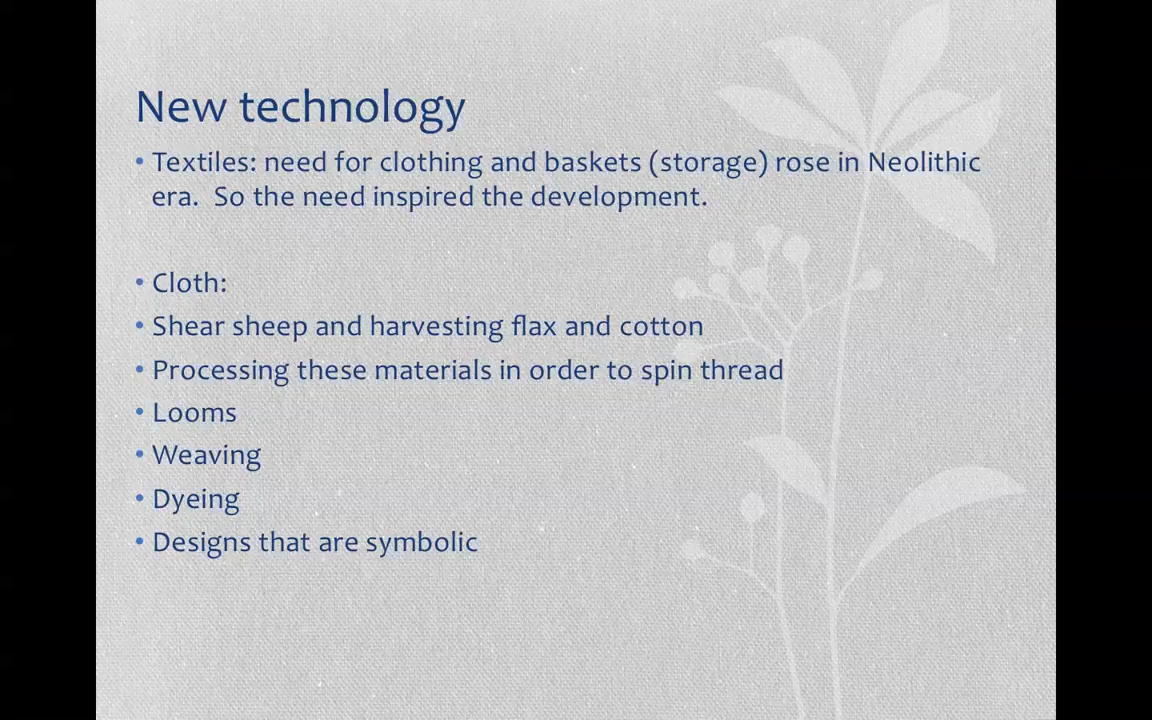 New technology
• Textiles: need for clothing and baskets (storage) rose in Neolithic
era.  So the need inspired the development.
• Cloth:
• Shear sheep and harvesting flax and cotton
• Processing these materials in order to spin thread
• Looms
• Weaving
• Dyeing
• Designs that are symbolic